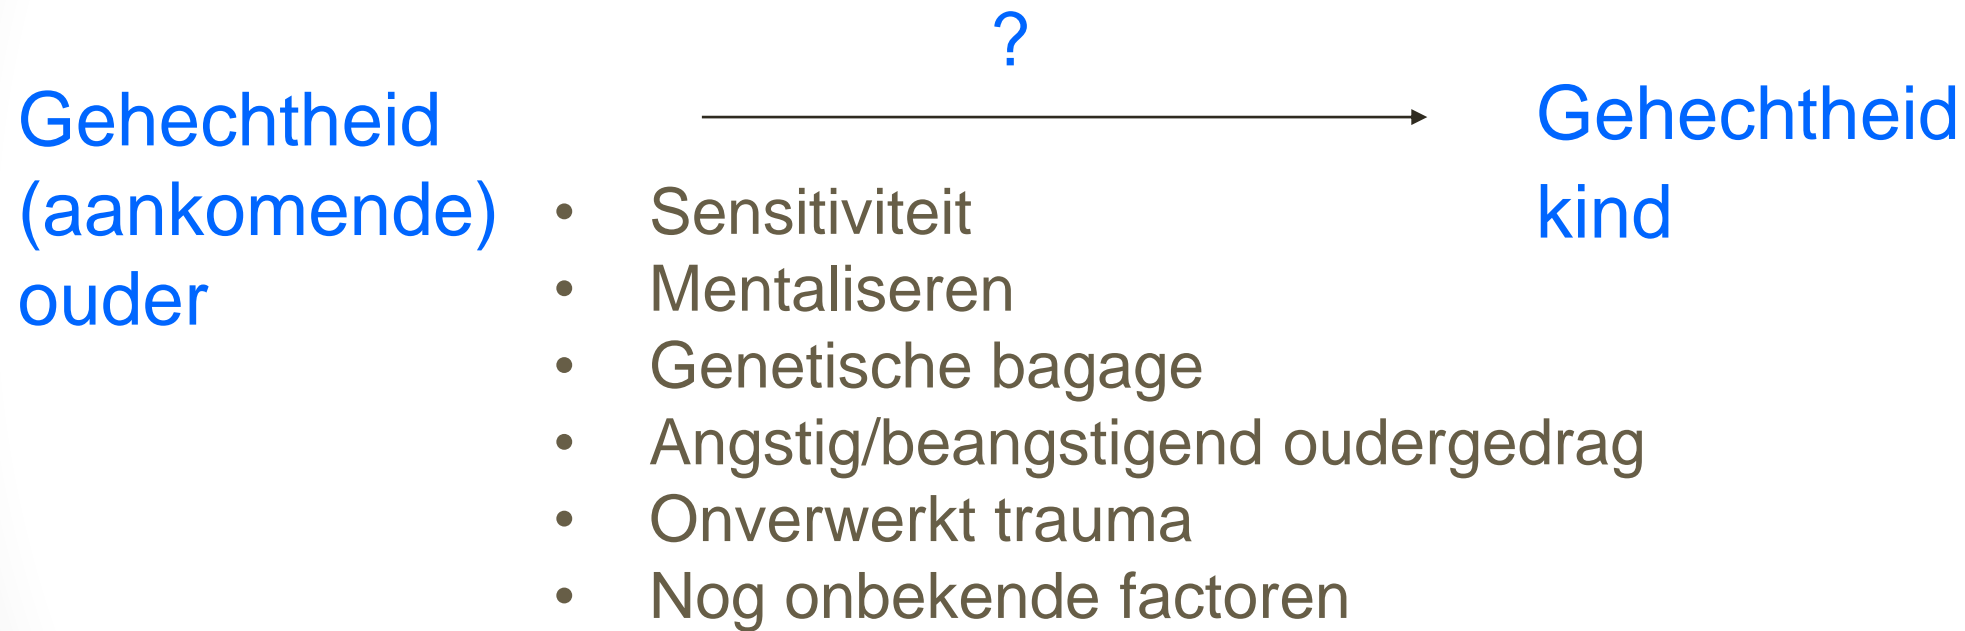 ?
Gehechtheid
(aankomende)
ouder
Gehechtheid
kind
• Sensitiviteit
• Mentaliseren
• Genetische bagage
• Angstig/beangstigend oudergedrag
• Onverwerkt trauma
• Nog onbekende factoren